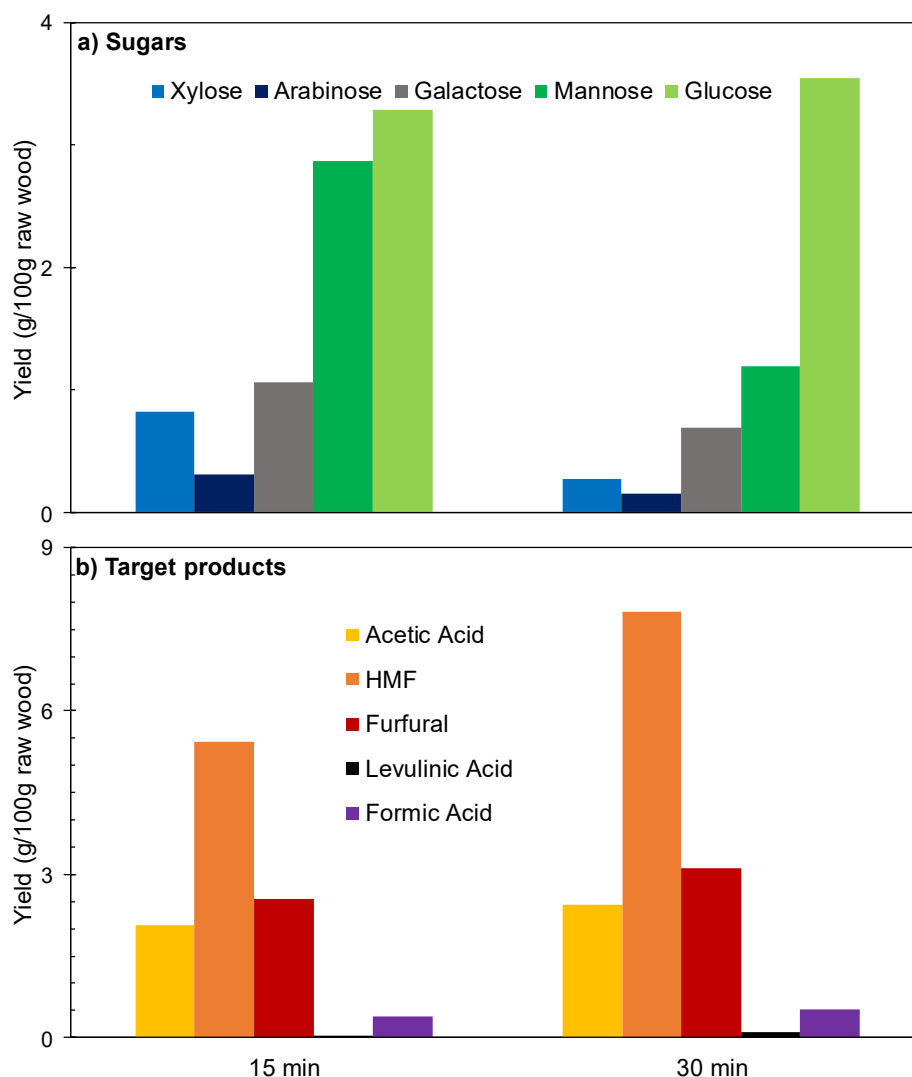 4
a) Sugars
Xylose Arabinose Galactose Mannose Glucose
Yield (g/100g raw wood)
2
0
9
b) Target products
Acetic Acid
HMF
Furfural
Levulinic Acid
Formic Acid
Yield (g/100g raw wood)
6
3
0
15 min 30 min